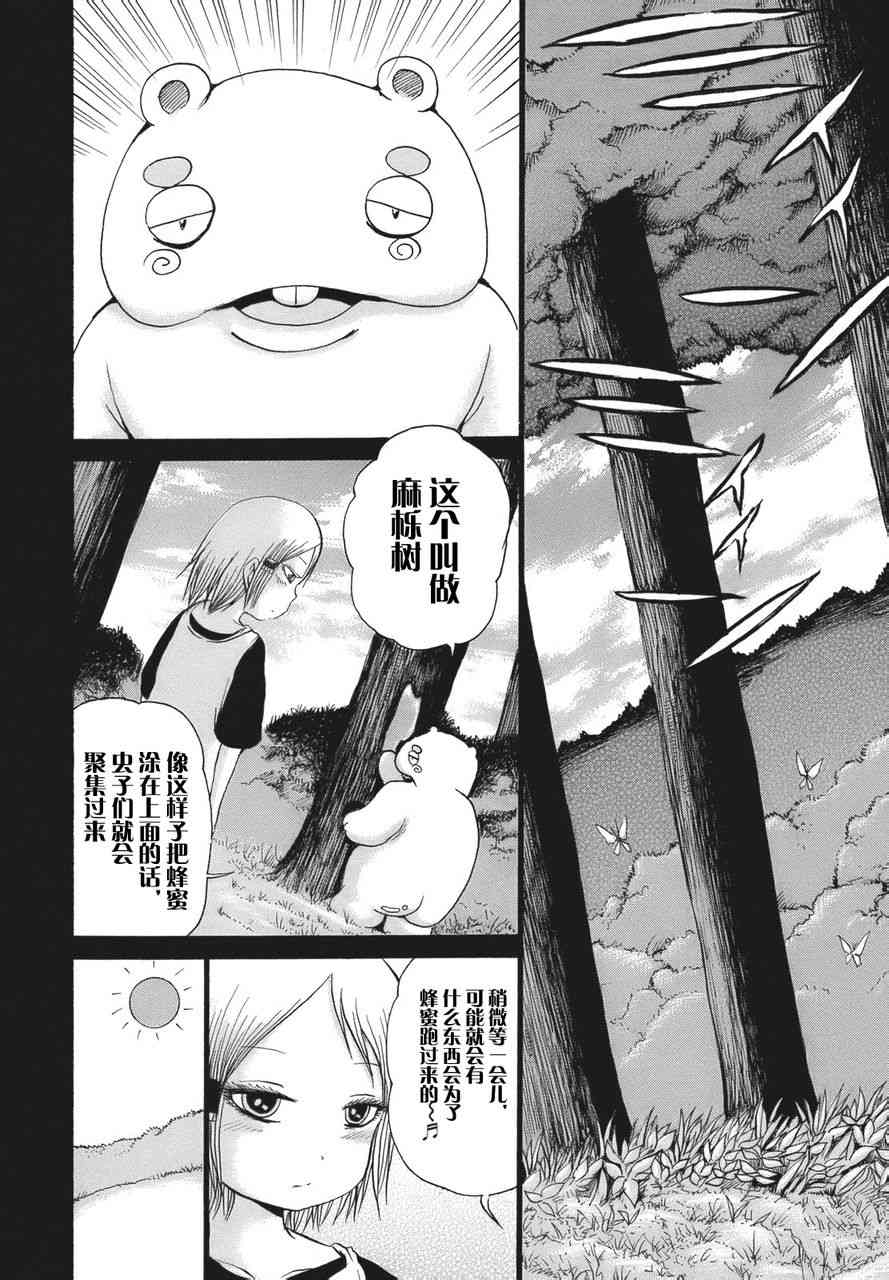 这个叫做
麻栎树
像这样子把蜂蜜
涂在上面的话，
虫子们就会
聚集过来
稍微等一会儿，
可能就会有
什么东西会为了
蜂蜜跑过来的~♫